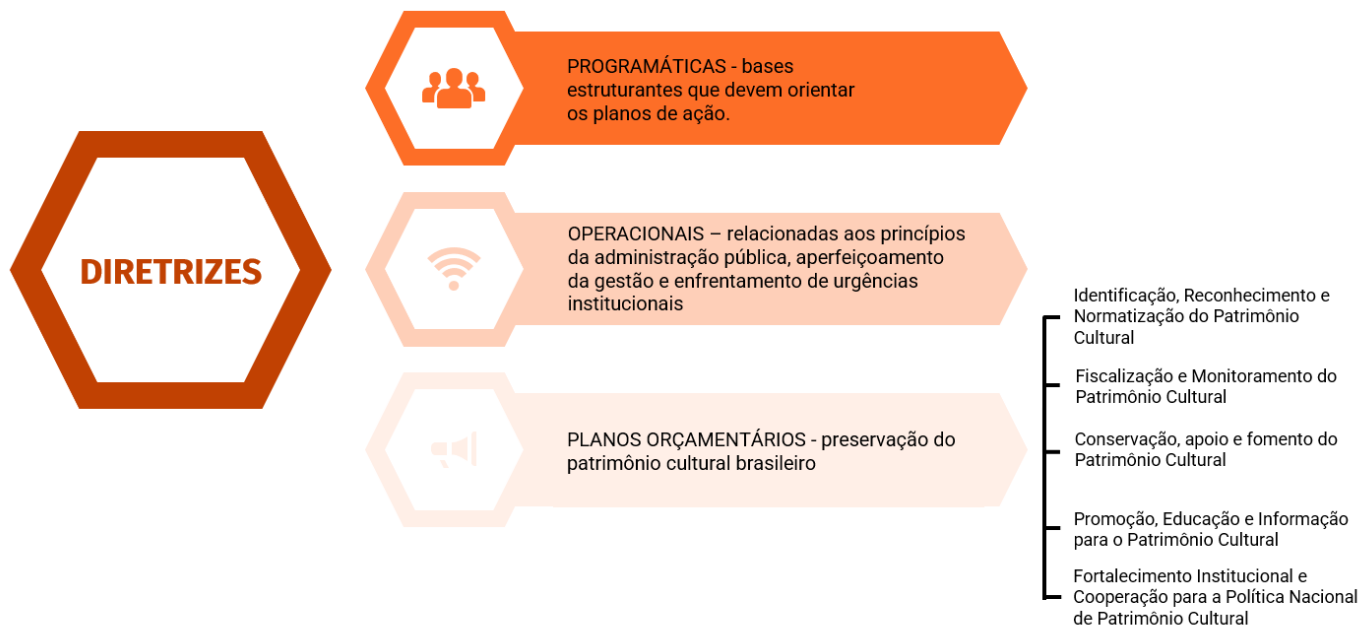 DIRETRIZES
PROGRAMÁTICAS - bases
estruturantes que devem orientar
os planos de ação.
OPERACIONAIS – relacionadas aos princípios
da administração pública, aperfeiçoamento
da gestão e enfrentamento de urgências
institucionais
PLANOS ORÇAMENTÁRIOS - preservação do
patrimônio cultural brasileiro
Identificação, Reconhecimento e
Normatização do Patrimônio
Cultural
Fiscalização e Monitoramento do
Patrimônio Cultural
Conservação, apoio e fomento do
Patrimônio Cultural
Promoção, Educação e Informação
para o Patrimônio Cultural
Fortalecimento Institucional e
Cooperação para a Política Nacional
de Patrimônio Cultural